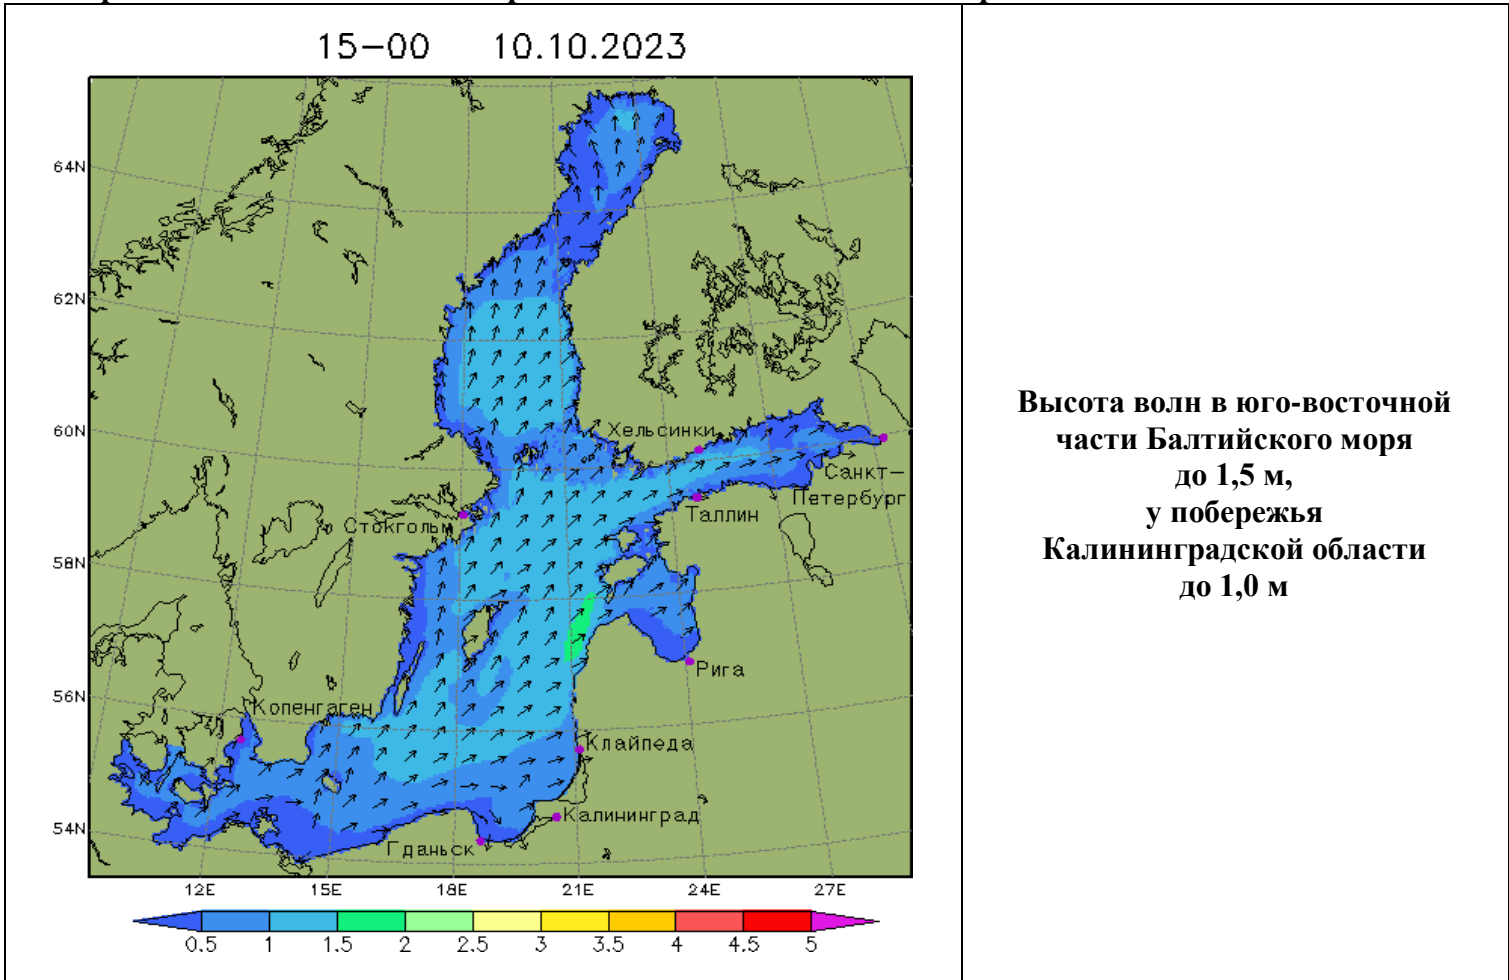 15-00 10.10.2023
64N
62N
60N
58N
56N
54N
Хельсинки
Санкт-
Петербург
Таллин
Стокгольм
Рига
Копенгаген
Клайпеда
Калининград
Гданьск
12E 15E 18E 21E 24E 27E
0.5 1 1.5 2 2.5 3 3.5 4 4.5 5
Высота волн в юго-восточной
части Балтийского моря
до 1,5 м,
у побережья
Калининградской области
до 1,0 м